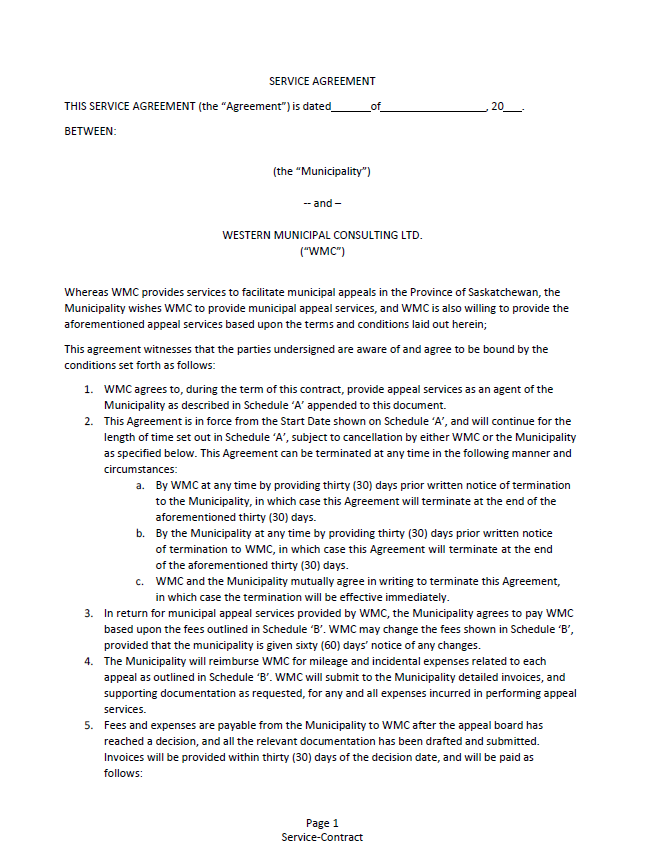 SERVICE AGREEMENT
THIS SERVICE AGREEMENT (the “Agreement”) is dated_______of___________________, 20___.
BETWEEN:
(the “Municipality”)
-- and –
WESTERN MUNICIPAL CONSULTING LTD.
(“WMC”)
Whereas WMC provides services to facilitate municipal appeals in the Province of Saskatchewan, the
Municipality wishes WMC to provide municipal appeal services, and WMC is also willing to provide the
aforementioned appeal services based upon the terms and conditions laid out herein;
This agreement witnesses that the parties undersigned are aware of and agree to be bound by the
conditions set forth as follows:
1. WMC agrees to, during the term of this contract, provide appeal services as an agent of the
Municipality as described in Schedule ‘A’ appended to this document.
2. This Agreement is in force from the Start Date shown on Schedule ‘A’, and will continue for the
length of time set out in Schedule ‘A’, subject to cancellation by either WMC or the Municipality
as specified below. This Agreement can be terminated at any time in the following manner and
circumstances:
a. By WMC at any time by providing thirty (30) days prior written notice of termination
to the Municipality, in which case this Agreement will terminate at the end of the
aforementioned thirty (30) days.
b. By the Municipality at any time by providing thirty (30) days prior written notice
of termination to WMC, in which case this Agreement will terminate at the end
of the aforementioned thirty (30) days.
c. WMC and the Municipality mutually agree in writing to terminate this Agreement,
in which case the termination will be effective immediately.
3. In return for municipal appeal services provided by WMC, the Municipality agrees to pay WMC
based upon the fees outlined in Schedule ‘B’. WMC may change the fees shown in Schedule ‘B’,
provided that the municipality is given sixty (60) days’ notice of any changes.
4. The Municipality will reimburse WMC for mileage and incidental expenses related to each
appeal as outlined in Schedule ‘B’. WMC will submit to the Municipality detailed invoices, and
supporting documentation as requested, for any and all expenses incurred in performing appeal
services.
5. Fees and expenses are payable from the Municipality to WMC after the appeal board has
reached a decision, and all the relevant documentation has been drafted and submitted.
Invoices will be provided within thirty (30) days of the decision date, and will be paid as
follows:
Page 1
Service-Contract